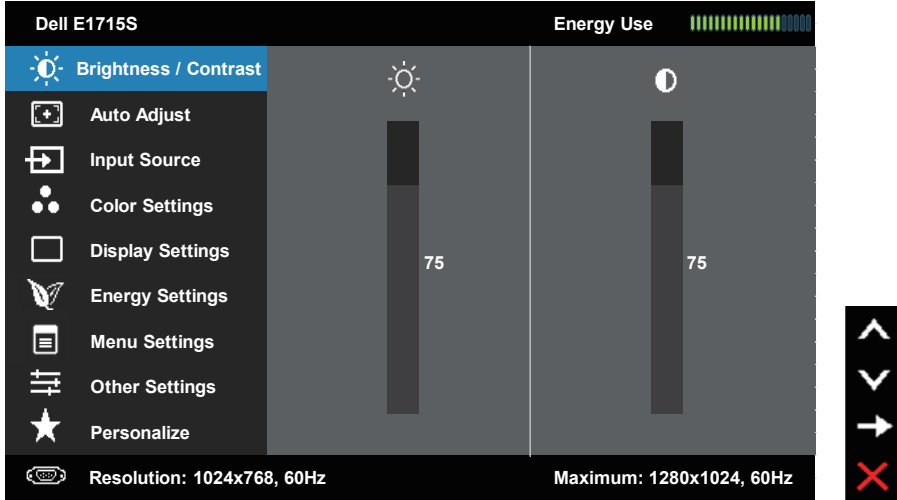 Dell E1715S
Energy Use
Brightness / Contrast
Auto Adjust
Input Source
Color Settings
Display Settings
Energy Settings
Menu Settings
Other Settings
Personalize
75
75
Resolution: 1024x768, 60Hz
Maximum: 1280x1024, 60Hz